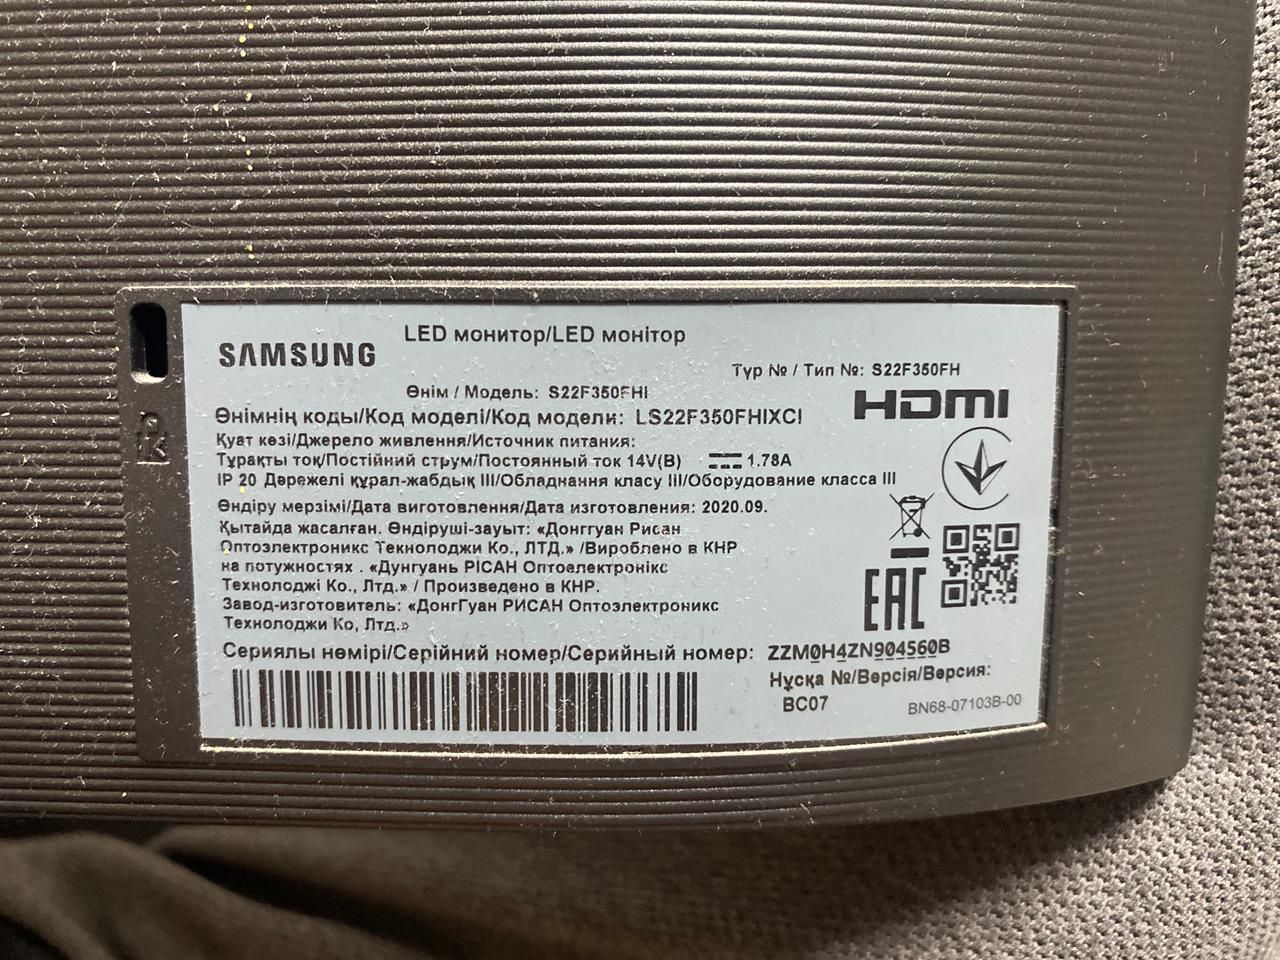 LED монитор/LED монітор
SAMSUNG
Түр № / Тип №: S22F350FH
Өнім / Модель: S22F350FHI
HDMI
Өнімнің коды/Код моделі/Код модели: LS22F350FHIXCI
Қуат көзі/Джерело живлення/Источник питания:
Тұрақты ток/Постійний струм/Постоянный ток 14V(B) 1.78A
IP 20 Дәрежелі құрал-жабдық III/Обладнання класу III/Оборудование класса III
Өндіру мерзімі/Дата виготовлення/Дата изготовления: 2020.09.
Қытайда жасалған. Өндіруші-зауыт: «Донггуан Рисан
Оптоэлектроникс Текнолоджи Ко., ЛТД.» /Вироблено в КНР
на потужностях . «Дунгуань РІСАН Оптоелектронікс
Технолоджі Ко., Лтд.» / Произведено в КНР.
Завод-изготовитель: «ДонгГуан РИСАН Оптоэлектроникс
Технолоджи Ко, Лтд.»
EAC
Сериялы нөмірі/Серійний номер/Серийный номер: ZZM0H4ZN904560B
Нұсқа №/Версія/Версия:
BC07
BN68-07103B-00